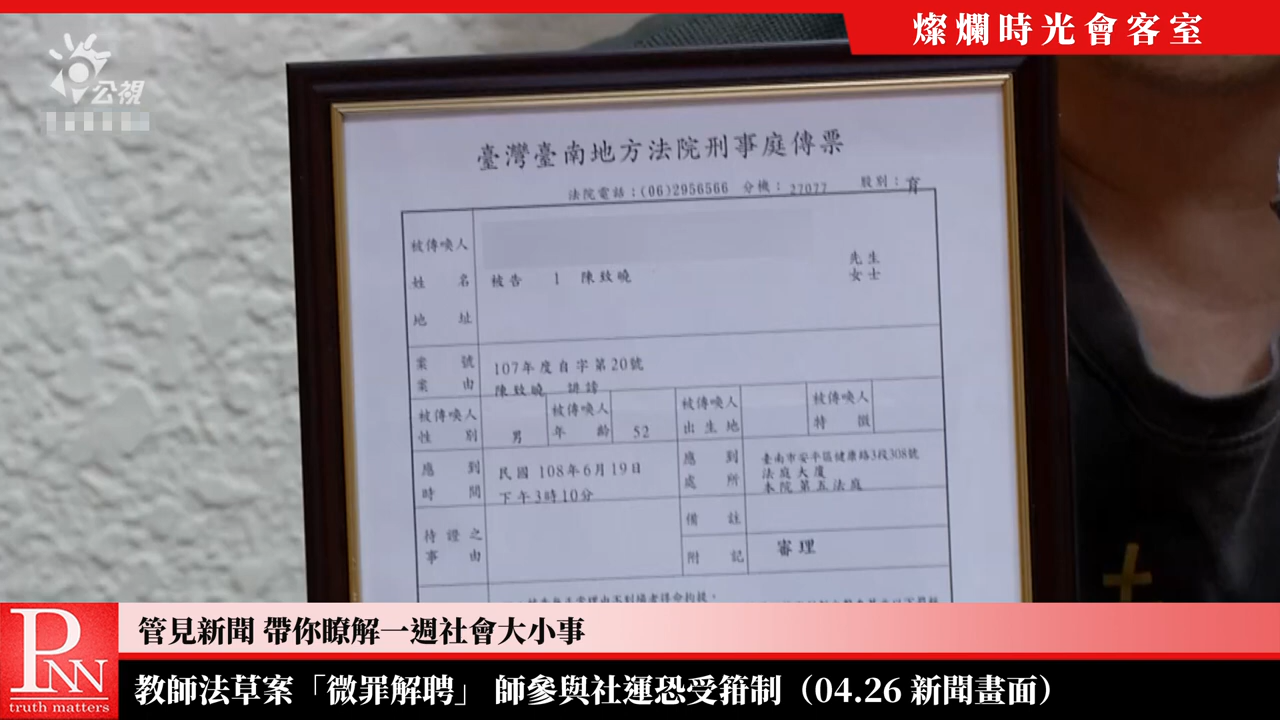 燦爛時光會客室
公視
臺灣臺南地方法院刑事庭傳票
法院電話：(06)2956566 分機：27077 股別：育
被傳喚人
姓名
地址
被告 1 陳致曉
先生
女士
案號
案由
107年度自字第20號
陳致曉 誹謗
被傳喚人
性別
男
被傳喚人
年齡
52
被傳喚人
出生地
被傳喚人
特徵
應到
時間
民國 108年6月19日
下午3時10分
應到
處所
臺南市安平區健康路3段308號
法庭大廈
本院第五法庭
待證之
事由
備註
附記
審理
PNN
truth matters
管見新聞 帶你瞭解一週社會大小事
教師法草案「微罪解聘」 師參與社運恐受箝制（04.26 新聞畫面）